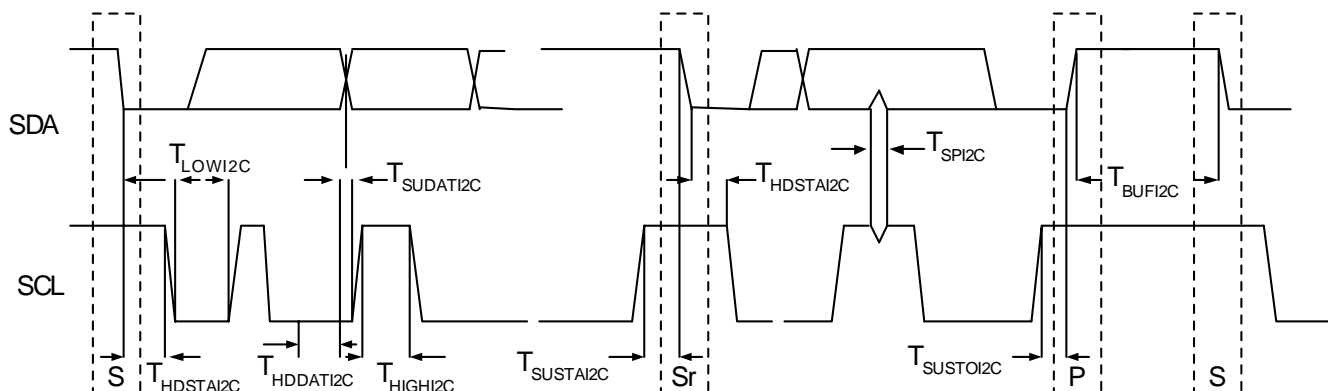 SDA
T_LOWI2C
T_SUDATI2C
T_HDSTAI2C
T_SPI2C
T_BUFI2C
SCL
S
T_HDSTAI2C
T_HDDATI2C
T_HIGHI2C
T_SUSTAI2C
Sr
T_SUSTOI2C
P
S